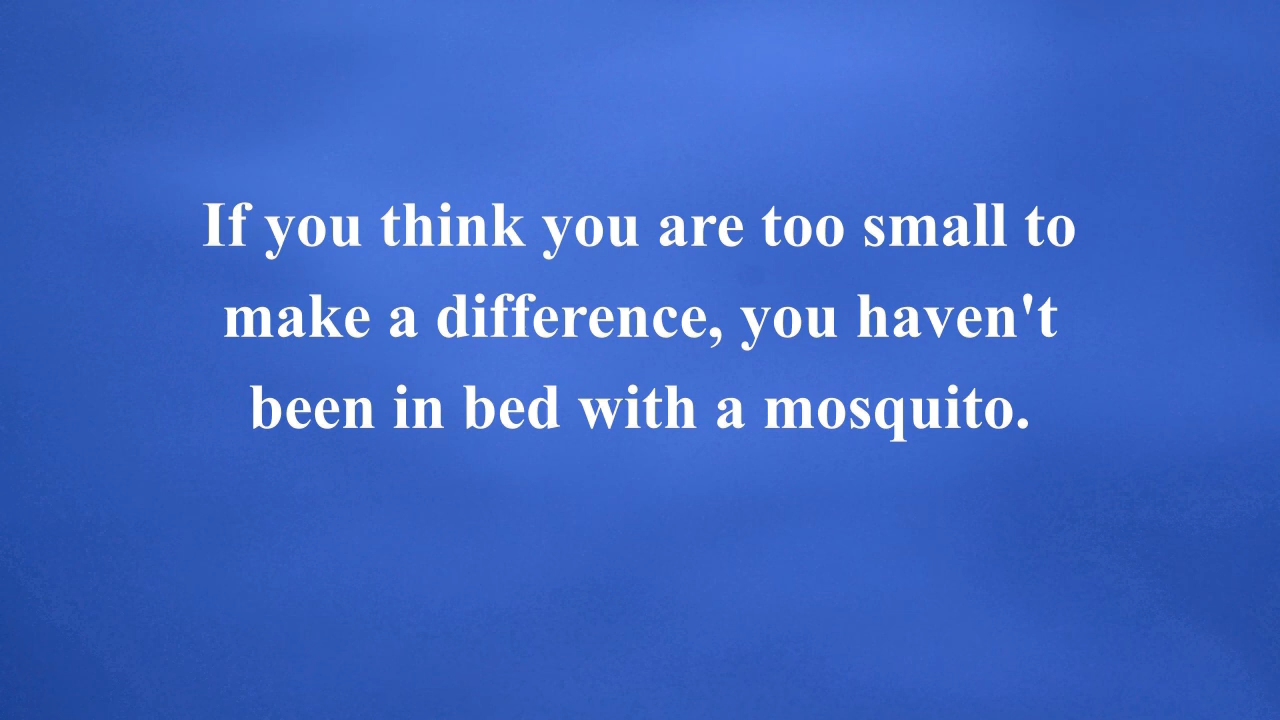 If you think you are too small to
make a difference, you haven't
been in bed with a mosquito.